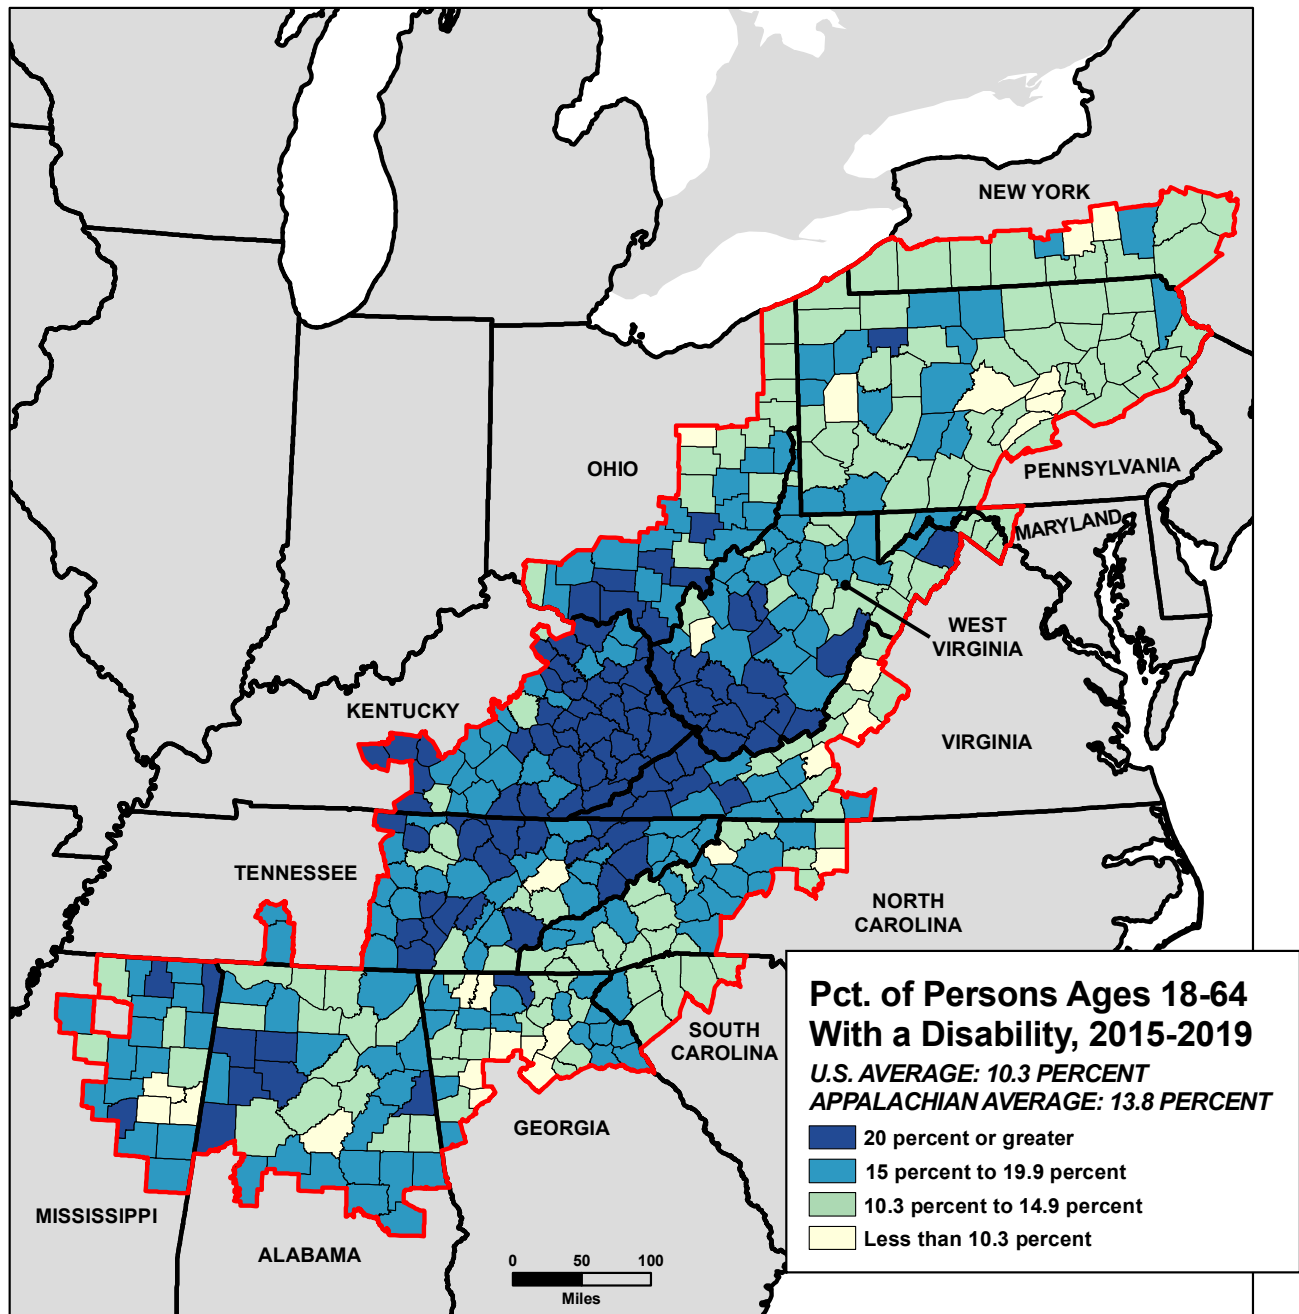 NEW YORK
OHIO
PENNSYLVANIA
MARYLAND
WEST
VIRGINIA
KENTUCKY
VIRGINIA
TENNESSEE
NORTH
CAROLINA
SOUTH
CAROLINA
GEORGIA
MISSISSIPPI
ALABAMA
Pct. of Persons Ages 18-64
With a Disability, 2015-2019
U.S. AVERAGE: 10.3 PERCENT
APPALACHIAN AVERAGE: 13.8 PERCENT
20 percent or greater
15 percent to 19.9 percent
10.3 percent to 14.9 percent
Less than 10.3 percent
0 50 100
Miles